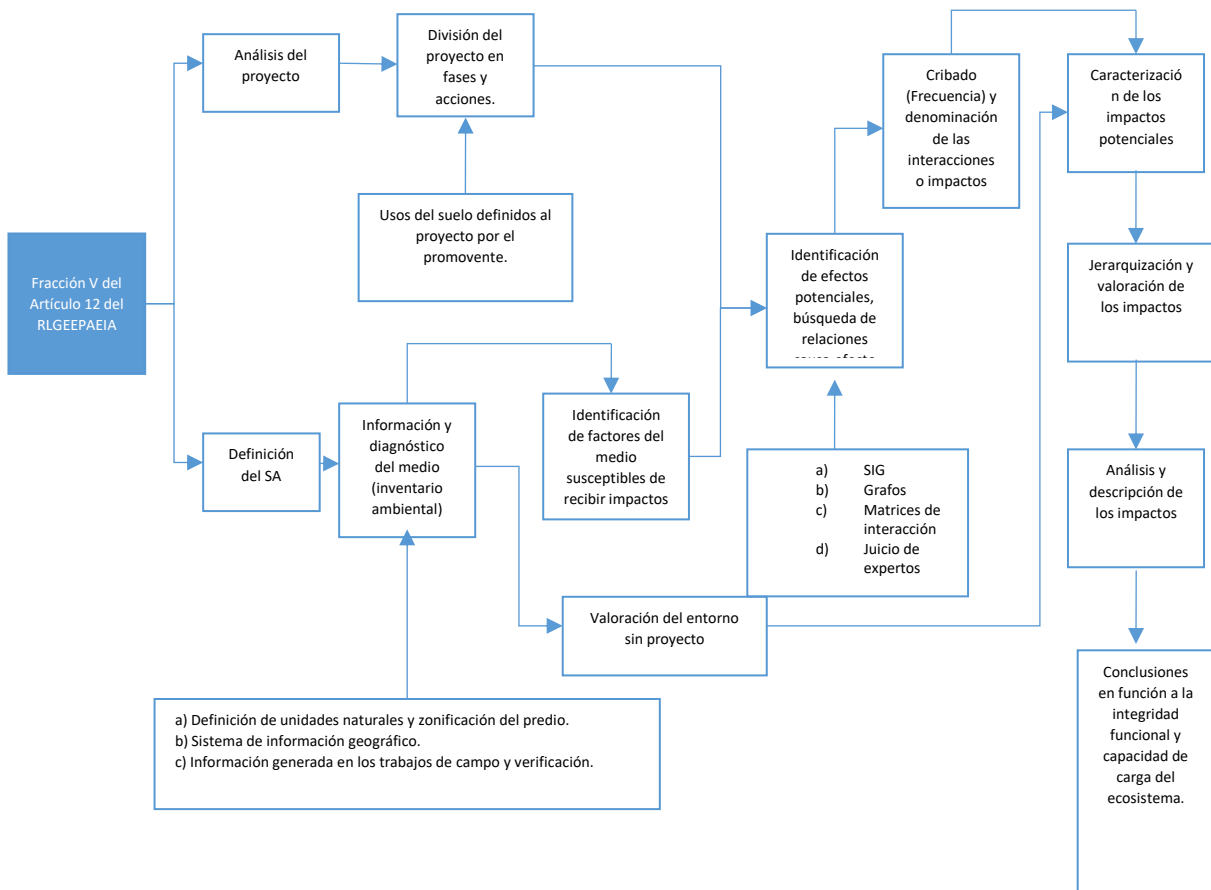 Análisis del
proyecto
División del
proyecto en
fases y
acciones.
Cribado
(Frecuencia) y
denominación
de las
interacciones
o impactos
Caracterizació
n de los
impactos
potenciales
Usos del suelo definidos al
proyecto por el
promovente.
Fracción V del
Artículo 12 del
RLGEEPAEIA
Identificación
de efectos
potenciales,
búsqueda de
relaciones
Jerarquización y
valoración de
los impactos
Definición
del SA
Información y
diagnóstico
del medio
(inventario
ambiental)
Identificación
de factores del
medio
susceptibles de
recibir impactos
a) SIG
b) Grafos
c) Matrices de
interacción
d) Juicio de
expertos
Análisis y
descripción de
los impactos
Valoración del entorno
sin proyecto
a) Definición de unidades naturales y zonificación del predio.
b) Sistema de información geográfico.
c) Información generada en los trabajos de campo y verificación.
Conclusiones
en función a la
integridad
funcional y
capacidad de
carga del
ecosistema.